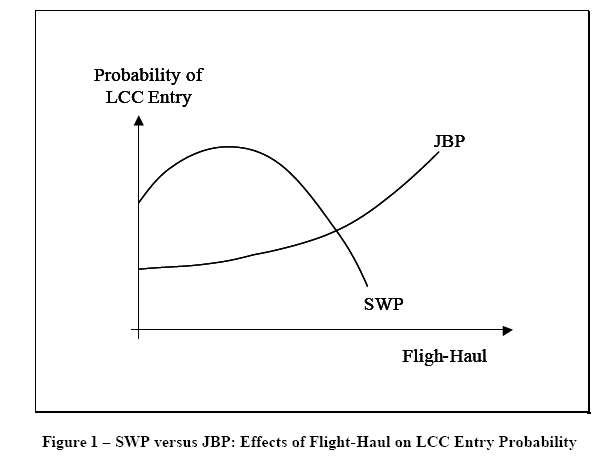 Probability of
LCC Entry
JBP
SWP
Fligh-Haul
Figure 1 – SWP versus JBP: Effects of Flight-Haul on LCC Entry Probability